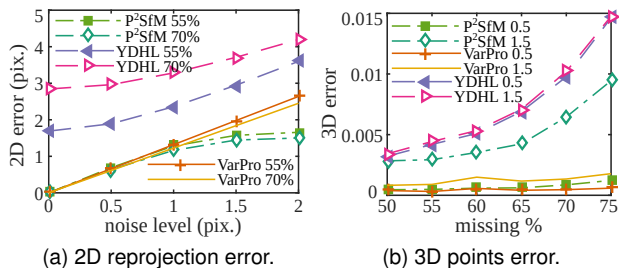 5
4
3
2
1
0
2D error (pix.)
P²SfM 55%
P²SfM 70%
YDHL 55%
YDHL 70%
VarPro 55%
VarPro 70%
0 0.5 1 1.5 2
noise level (pix.)
(a) 2D reprojection error.
0.015
0.01
0.005
0
3D error
P²SfM 0.5
P²SfM 1.5
VarPro 0.5
VarPro 1.5
YDHL 0.5
YDHL 1.5
50 55 60 65 70 75
missing %
(b) 3D points error.